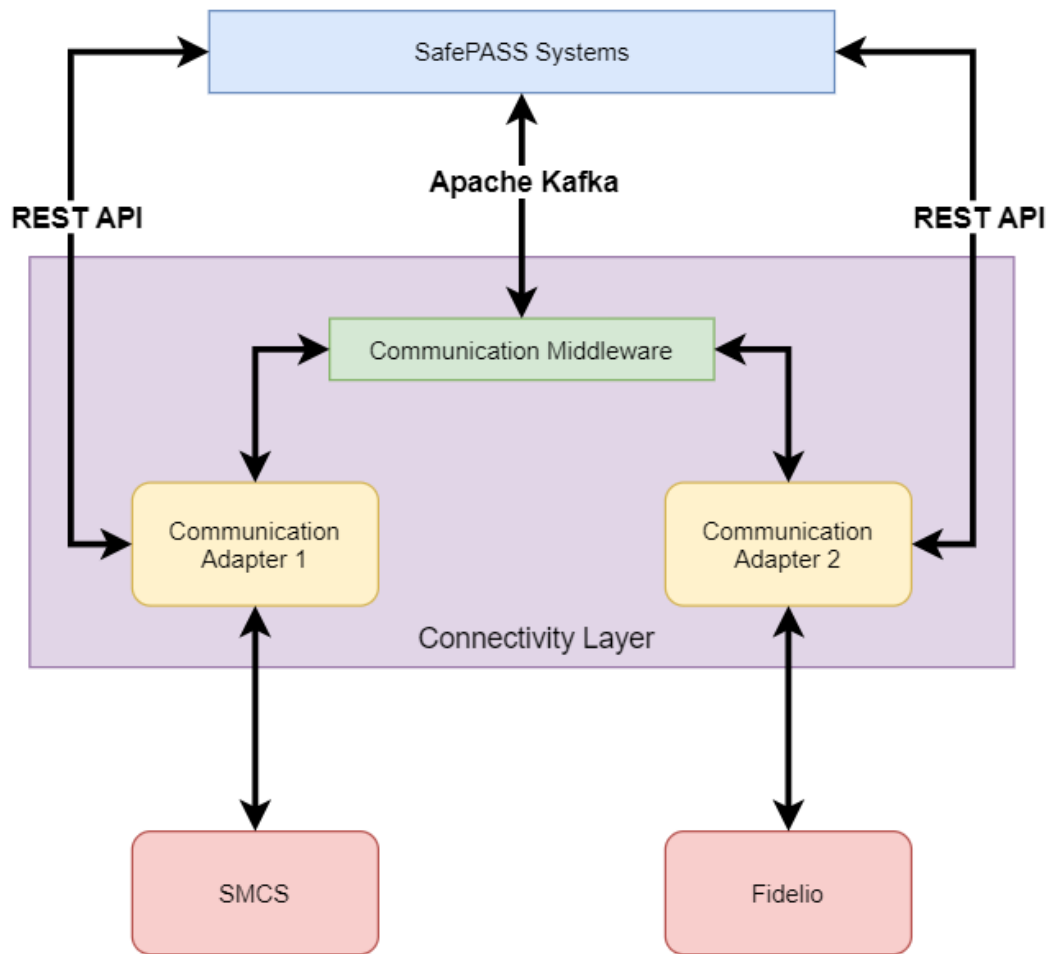 SafePASS Systems
Apache Kafka
REST API
REST API
Communication Middleware
Communication
Adapter 1
Communication
Adapter 2
Connectivity Layer
SMCS
Fidelio